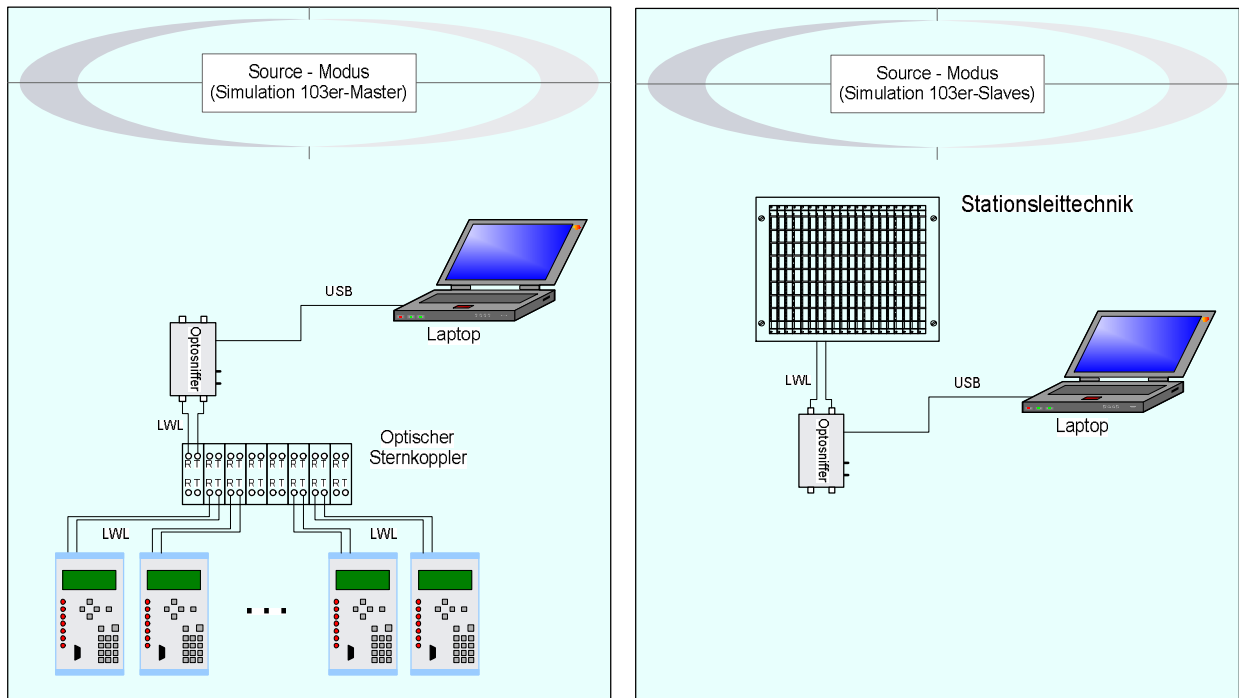 Source - Modus
(Simulation 103er-Master)
USB
Laptop
Optosniffer
LWL
Optischer
Sternkoppler
R T R T R T R T R T R T R T R T
R T R T R T R T R T R T R T R T
LWL
LWL
...
Source - Modus
(Simulation 103er-Slaves)
Stationsleittechnik
LWL
USB
Laptop
Optosniffer